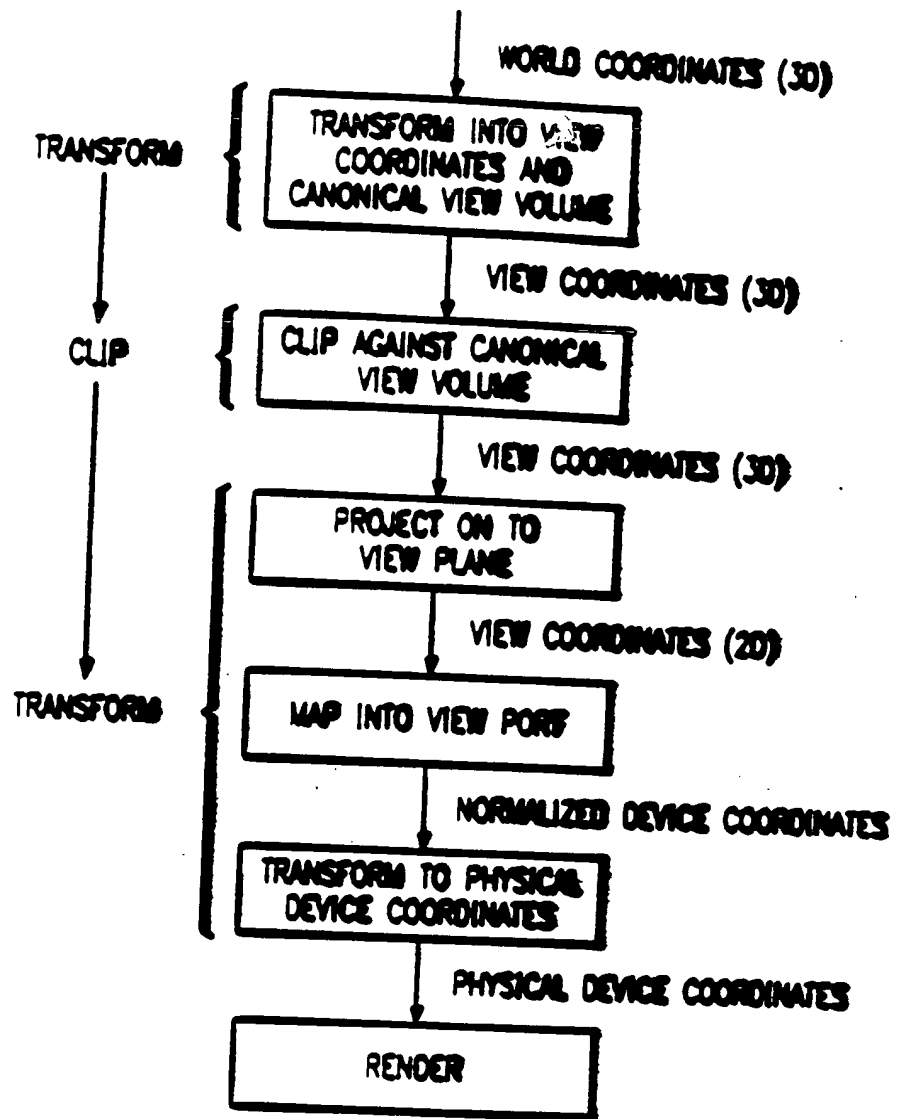 WORLD COORDINATES (3D)
TRANSFORM
TRANSFORM INTO VIEW
COORDINATES AND
CANONICAL VIEW VOLUME
VIEW COORDINATES (3D)
CLIP
CLIP AGAINST CANONICAL
VIEW VOLUME
VIEW COORDINATES (3D)
PROJECT ON TO
VIEW PLANE
VIEW COORDINATES (2D)
TRANSFORM
MAP INTO VIEW PORT
NORMALIZED DEVICE COORDINATES
TRANSFORM TO PHYSICAL
DEVICE COORDINATES
PHYSICAL DEVICE COORDINATES
RENDER